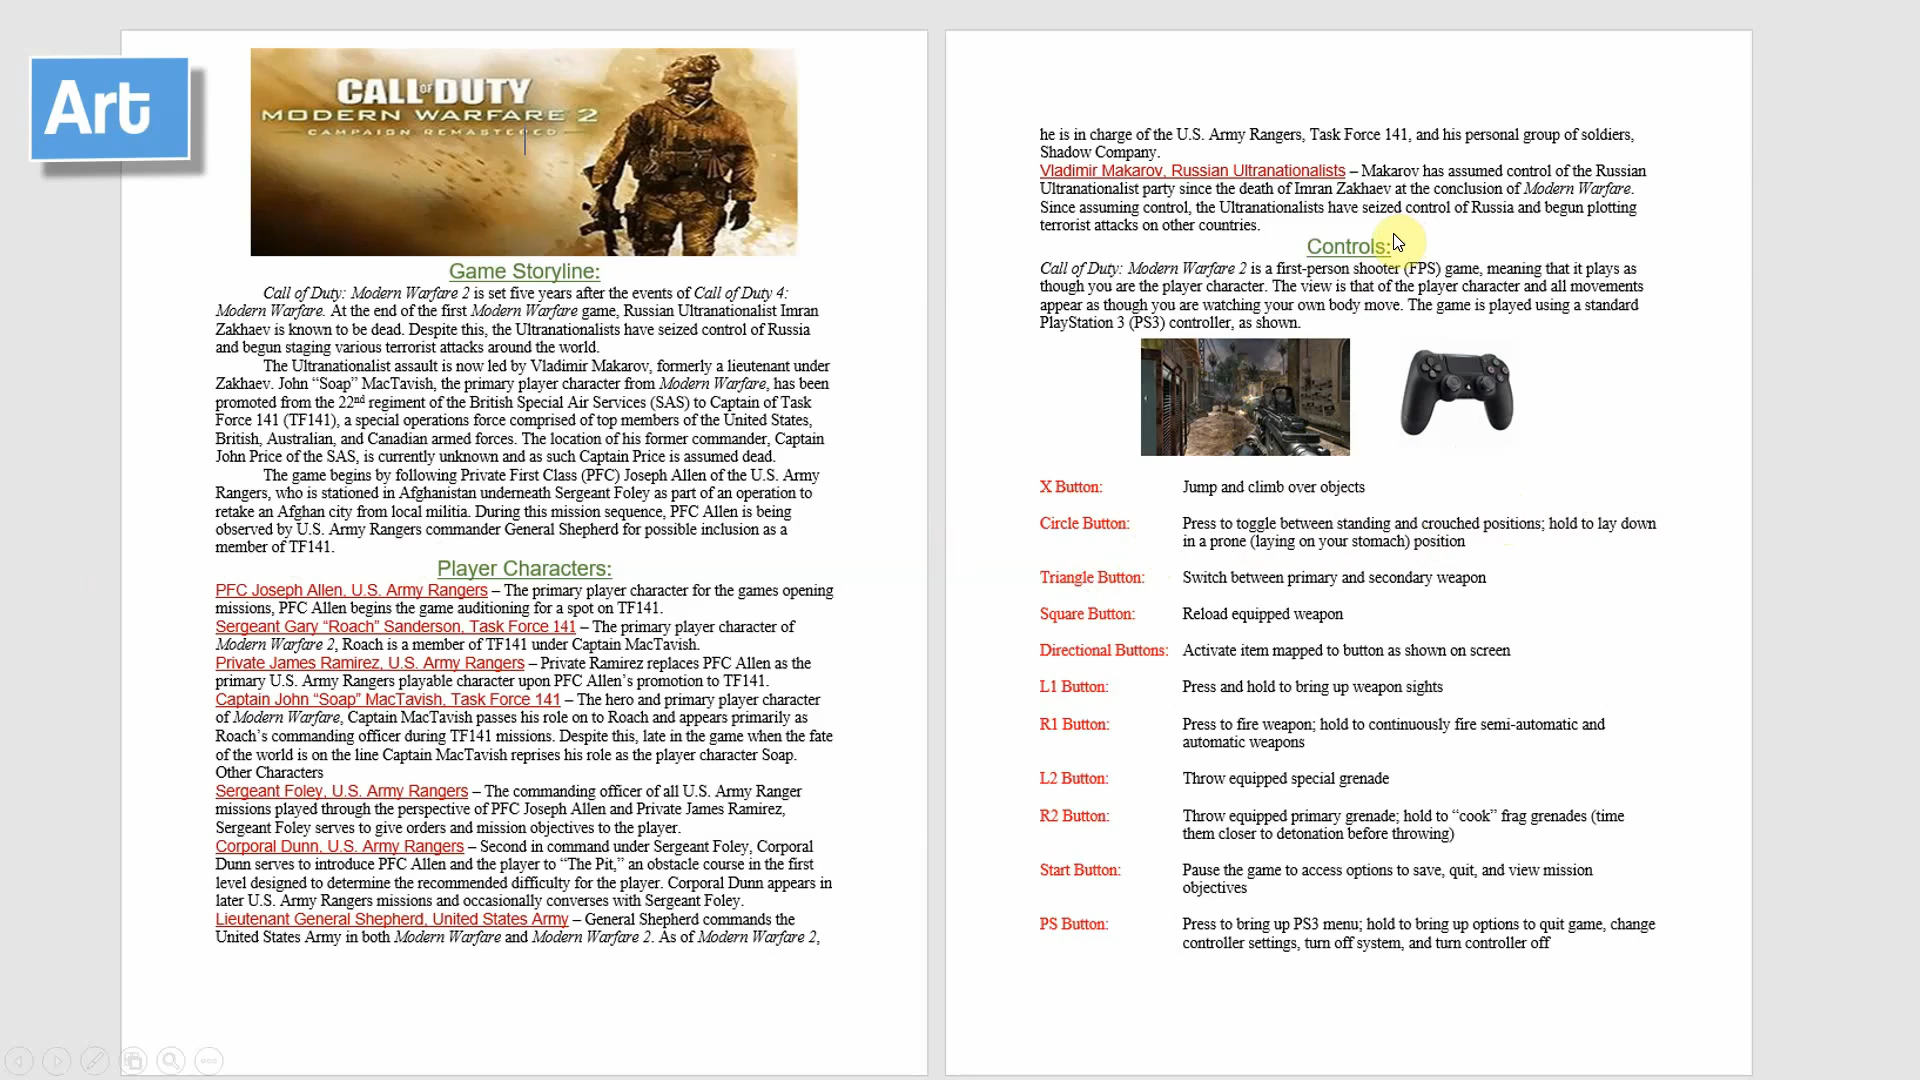 Art
CALL OF DUTY
MODERN WARFARE 2
CAMPAIGN REMASTERED
Game Storyline:
Call of Duty: Modern Warfare 2 is set five years after the events of Call of Duty 4:
Modern Warfare. At the end of the first Modern Warfare game, Russian Ultranationalist Imran
Zakhaev is known to be dead. Despite this, the Ultranationalists have seized control of Russia
and begun staging various terrorist attacks around the world.
The Ultranationalist assault is now led by Vladimir Makarov, formerly a lieutenant under
Zakhaev. John “Soap” MacTavish, the primary player character from Modern Warfare, has been
promoted from the 22nd regiment of the British Special Air Services (SAS) to Captain of Task
Force 141 (TF141), a special operations force comprised of top members of the United States,
British, Australian, and Canadian armed forces. The location of his former commander, Captain
John Price of the SAS, is currently unknown and as such Captain Price is assumed dead.
The game begins by following Private First Class (PFC) Joseph Allen of the U.S. Army
Rangers, who is stationed in Afghanistan underneath Sergeant Foley as part of an operation to
retake an Afghan city from local militia. During this mission sequence, PFC Allen is being
observed by U.S. Army Rangers commander General Shepherd for possible inclusion as a
member of TF141.
Player Characters:
PFC Joseph Allen, U.S. Army Rangers – The primary player character for the games opening
missions, PFC Allen begins the game auditioning for a spot on TF141.
Sergeant Gary “Roach” Sanderson, Task Force 141 – The primary player character of
Modern Warfare 2, Roach is a member of TF141 under Captain MacTavish.
Private James Ramirez, U.S. Army Rangers – Private Ramirez replaces PFC Allen as the
primary U.S. Army Rangers playable character upon PFC Allen’s promotion to TF141.
Captain John “Soap” MacTavish, Task Force 141 – The hero and primary player character
of Modern Warfare, Captain MacTavish passes his role on to Roach and appears primarily as
Roach’s commanding officer during TF141 missions. Despite this, late in the game when the fate
of the world is on the line Captain MacTavish reprises his role as the player character Soap.
Other Characters
Sergeant Foley, U.S. Army Rangers – The commanding officer of all U.S. Army Ranger
missions played through the perspective of PFC Joseph Allen and Private James Ramirez,
Sergeant Foley serves to give orders and mission objectives to the player.
Corporal Dunn, U.S. Army Rangers – Second in command under Sergeant Foley, Corporal
Dunn serves to introduce PFC Allen and the player to “The Pit,” an obstacle course in the first
level designed to determine the recommended difficulty for the player. Corporal Dunn appears in
later U.S. Army Rangers missions and occasionally converses with Sergeant Foley.
Lieutenant General Shepherd, United States Army – General Shepherd commands the
United States Army in both Modern Warfare and Modern Warfare 2. As of Modern Warfare 2,
he is in charge of the U.S. Army Rangers, Task Force 141, and his personal group of soldiers,
Shadow Company.
Vladimir Makarov, Russian Ultranationalists – Makarov has assumed control of the Russian
Ultranationalist party since the death of Imran Zakhaev at the conclusion of Modern Warfare.
Since assuming control, the Ultranationalists have seized control of Russia and begun plotting
terrorist attacks on other countries.
Controls:
Call of Duty: Modern Warfare 2 is a first-person shooter (FPS) game, meaning that it plays as
though you are the player character. The view is that of the player character and all movements
appear as though you are watching your own body move. The game is played using a standard
PlayStation 3 (PS3) controller, as shown.
X Button: Jump and climb over objects
Circle Button: Press to toggle between standing and crouched positions; hold to lay down
in a prone (laying on your stomach) position
Triangle Button: Switch between primary and secondary weapon
Square Button: Reload equipped weapon
Directional Buttons: Activate item mapped to button as shown on screen
L1 Button: Press and hold to bring up weapon sights
R1 Button: Press to fire weapon; hold to continuously fire semi-automatic and
automatic weapons
L2 Button: Throw equipped special grenade
R2 Button: Throw equipped primary grenade; hold to “cook” frag grenades (time
them closer to detonation before throwing)
Start Button: Pause the game to access options to save, quit, and view mission
objectives
PS Button: Press to bring up PS3 menu; hold to bring up options to quit game, change
controller settings, turn off system, and turn controller off